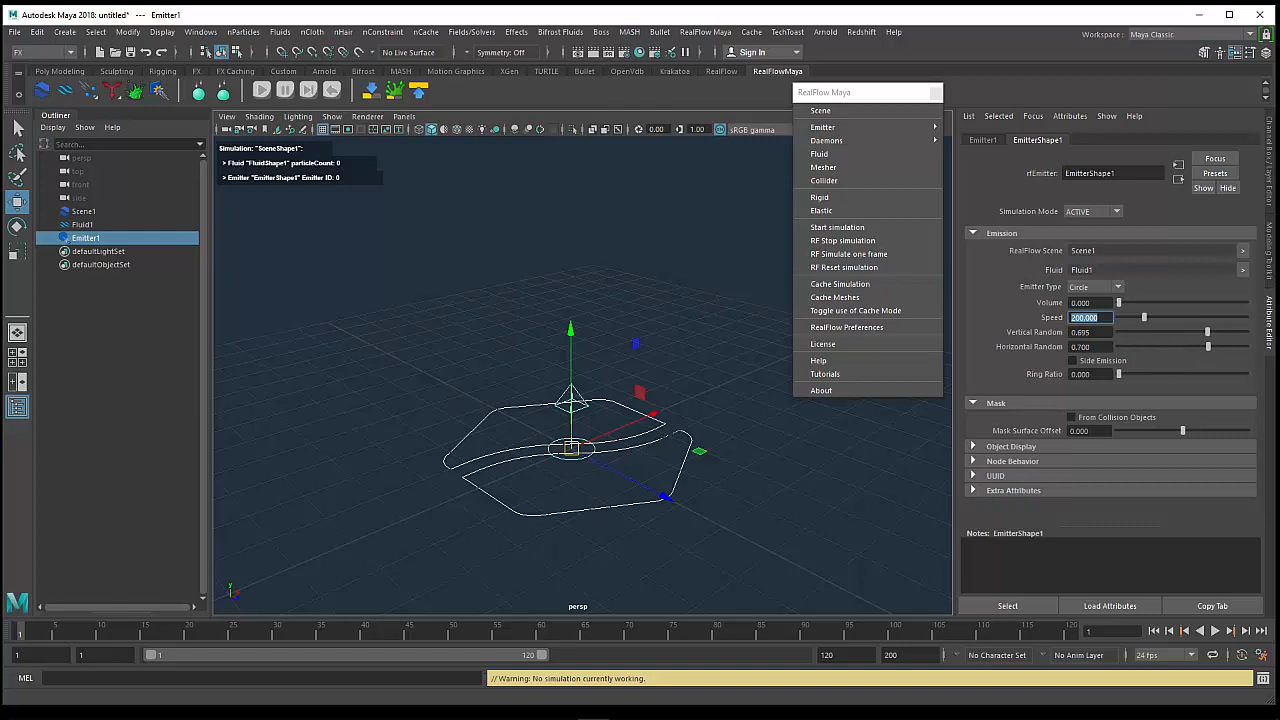 Autodesk Maya 2018: untitled* --- Emitter1
File Edit Create Select Modify Display Windows nParticles Fluids nCloth nHair nConstraint nCache Fields/Solvers Effects Bifrost Fluids Boss MASH Bullet RealFlow Maya Cache TechTent Arnold Redshift Help
Workspace : Maya Classic
FX No Live Surface Symmetry: Off Sign In
Poly Modeling Sculpting Rigging FX FX Caching Custom Arnold Bifrost MASH Motion Graphics XGen TURTLE Bullet OpenVdb Krakatoa RealFlow RealFlowMaya
Outliner
Display Show Help
Search...
persp
top
front
side
Scene1
Fluid1
Emitter1
defaultLightSet
defaultObjectSet
View Shading Lighting Show Renderer Panels
0.00 1.00 sRGB gamma
Simulation: "SceneShape1":
> Fluid "FluidShape1" particleCount: 0
> Emitter "EmitterShape1" Emitter ID: 0
y
persp
RealFlow Maya
Scene
Emitter
Daemons
Fluid
Mesher
Collider
Rigid
Elastic
Start simulation
RF Stop simulation
RF Simulate one frame
RF Reset simulation
Cache Simulation
Cache Meshes
Toggle use of Cache Mode
RealFlow Preferences
License
Help
Tutorials
About
List Selected Focus Attributes Show Help
Emitter1 EmitterShape1
rfEmitter: EmitterShape1
Focus
Presets
Show Hide
Simulation Mode ACTIVE
Emission
RealFlow Scene Scene1 >
Fluid Fluid1 >
Emitter Type Circle
Volume 0.000
Speed 200.000
Vertical Random 0.695
Horizontal Random 0.700
Side Emission
Ring Ratio 0.000
Mask
From Collision Objects
Mask Surface Offset 0.000
Object Display
Node Behavior
UUID
Extra Attributes
Notes: EmitterShape1
Select Load Attributes Copy Tab
Channel Box / Layer Editor
Modeling Toolkit
Attribute Editor
5 10 15 20 25 30 35 40 45 50 55 60 65 70 75 80 85 90 95 100 105 110 115 120
1 1
1 1 1 120 120 200 No Character Set No Anim Layer 24 fps
MEL // Warning: No simulation currently working.